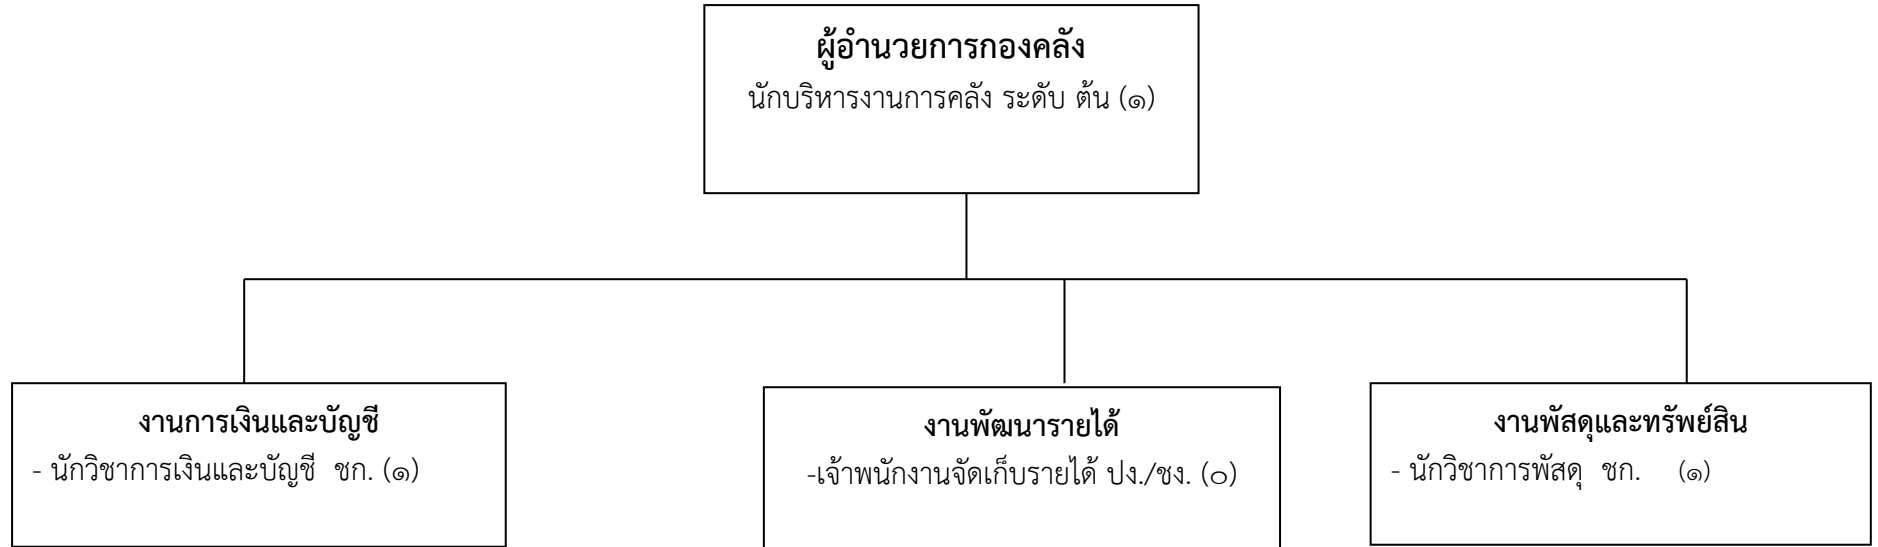 ผู้อำนวยการกองคลัง
นักบริหารงานการคลัง ระดับ ต้น (๑)
งานการเงินและบัญชี
- นักวิชาการเงินและบัญชี ชก. (๑)
งานพัฒนารายได้
-เจ้าพนักงานจัดเก็บรายได้ ปง./ชง. (๐)
งานพัสดุและทรัพย์สิน
- นักวิชาการพัสดุ ชก. (๑)